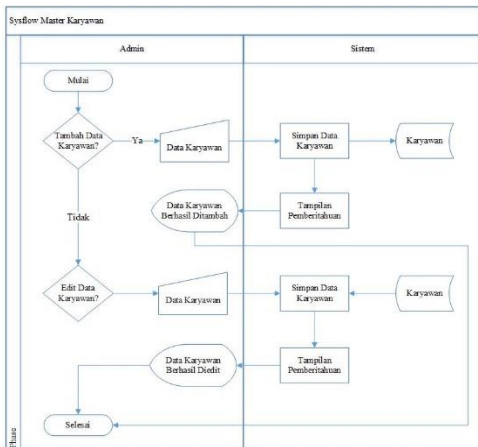 Sysflow Master Karyawan
Admin
Sistem
Mulai
Tambah Data
Karyawan?
Ya
Data Karyawan
Simpan Data
Karyawan
Karyawan
Data Karyawan
Berhasil Ditambah
Tampilan
Pemberitahuan
Tidak
Edit Data
Karyawan?
Data Karyawan
Simpan Data
Karyawan
Karyawan
Data Karyawan
Berhasil Diedit
Tampilan
Pemberitahuan
Selesai
Phase